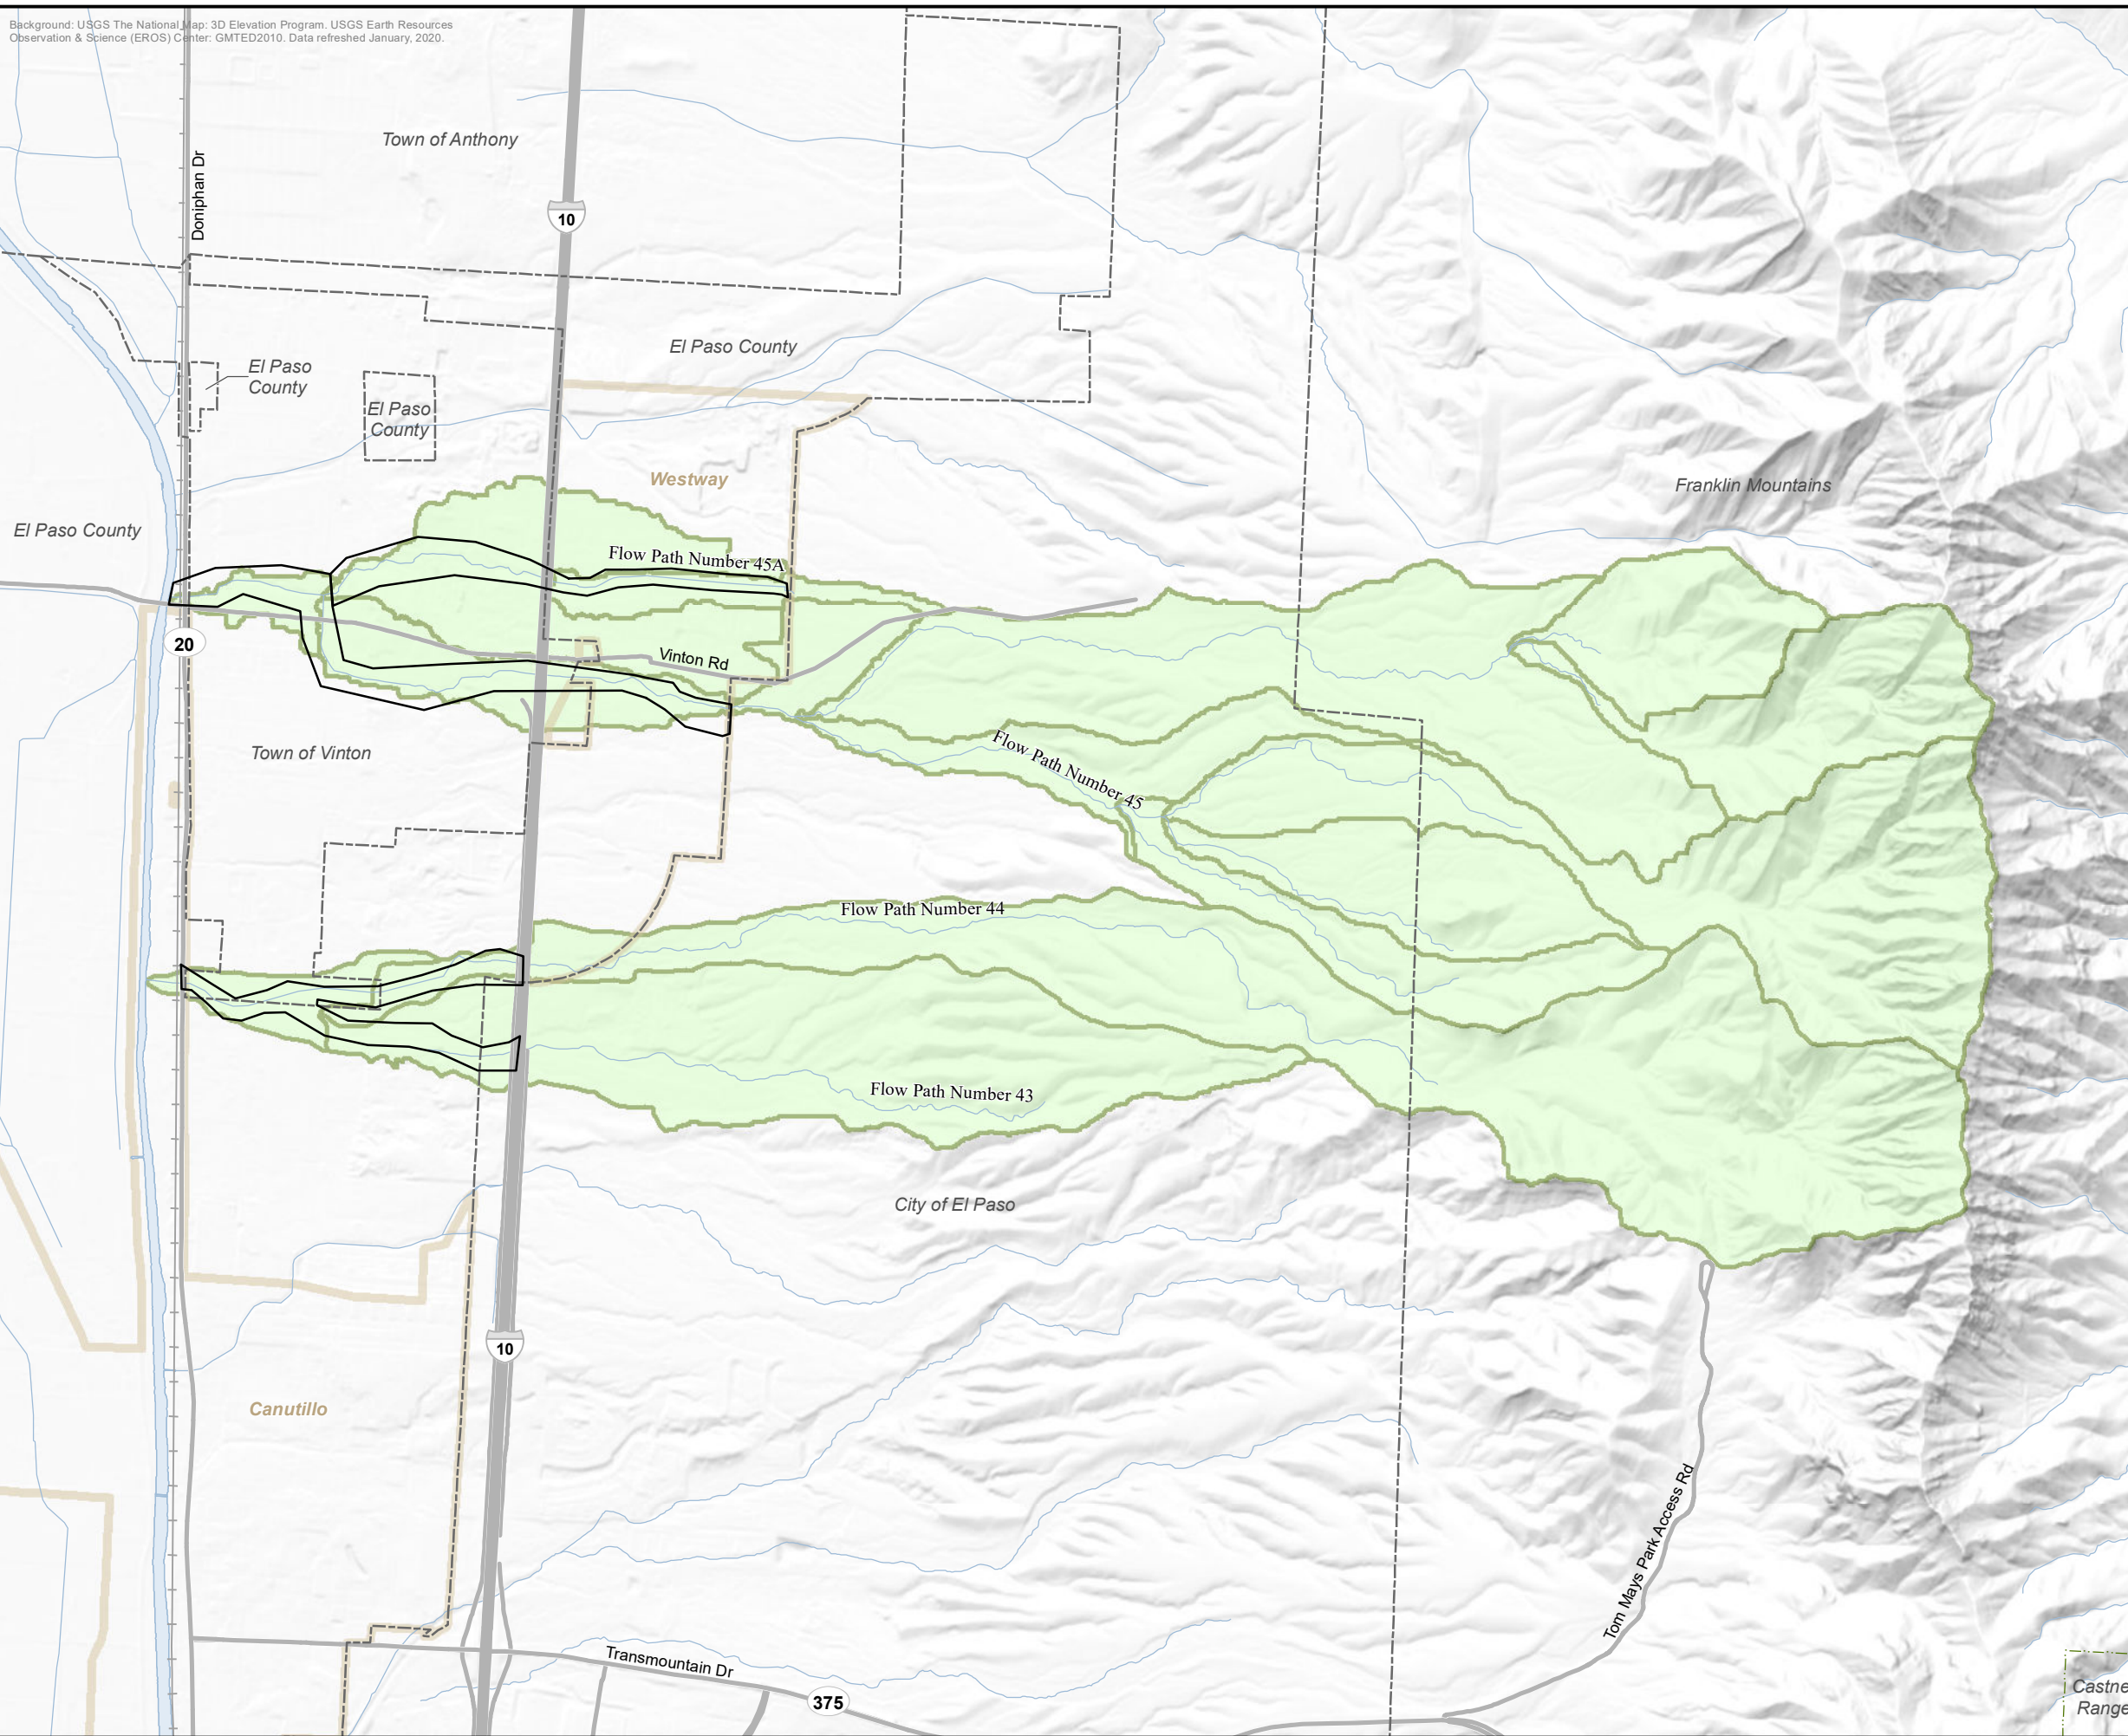 Background: USGS The National Map: 3D Elevation Program. USGS Earth Resources
Observation & Science (EROS) Center: GMTED2010. Data refreshed January, 2020.
Town of Anthony
Doniphan Dr
10
El Paso County
El Paso
County
El Paso
County
Westway
Franklin Mountains
El Paso County
Flow Path Number 45A
20
Vinton Rd
Town of Vinton
Flow Path Number 45
Flow Path Number 44
Flow Path Number 43
City of El Paso
10
Canutillo
Tom Mays Park Access Rd
Transmountain Dr
375
Castne
Range